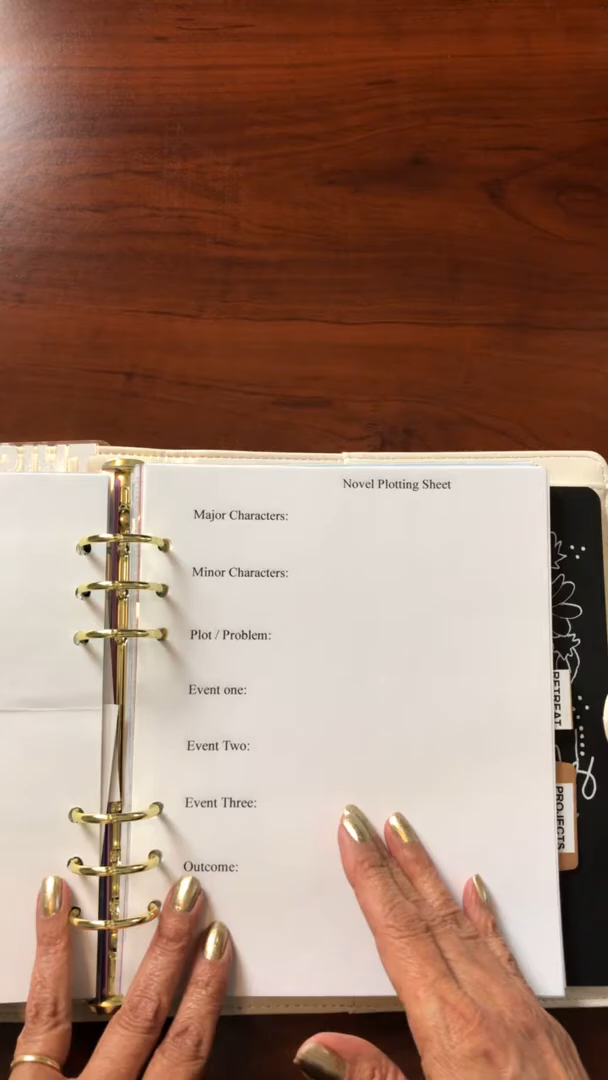 Novel Plotting Sheet
Major Characters:
Minor Characters:
Plot / Problem:
Event one:
Event Two:
Event Three:
Outcome:
RETREAT
PROJECTS